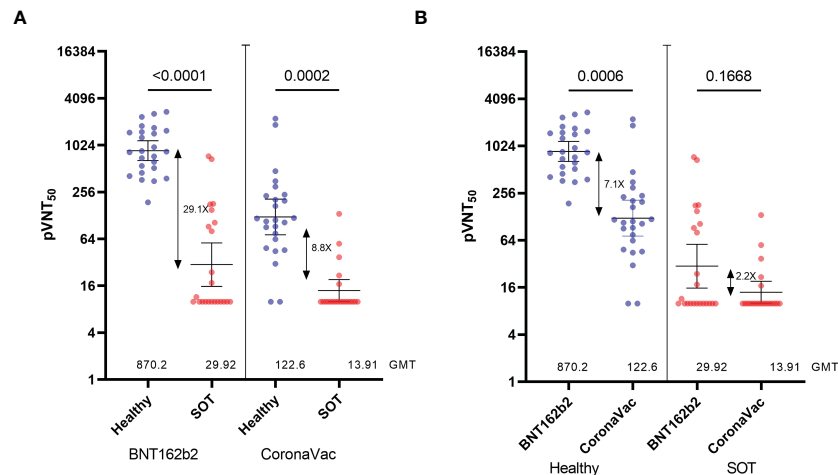 A
16384
4096
1024
256
64
16
4
1
pVNT50
<0.0001
0.0002
29.1X
8.8X
870.2 29.92 122.6 13.91 GMT
Healthy SOT Healthy SOT
BNT162b2 CoronaVac
B
16384
4096
1024
256
64
16
4
1
pVNT50
0.0006
0.1668
7.1X
2.2X
870.2 122.6 29.92 13.91 GMT
BNT162b2 CoronaVac BNT162b2 CoronaVac
Healthy SOT